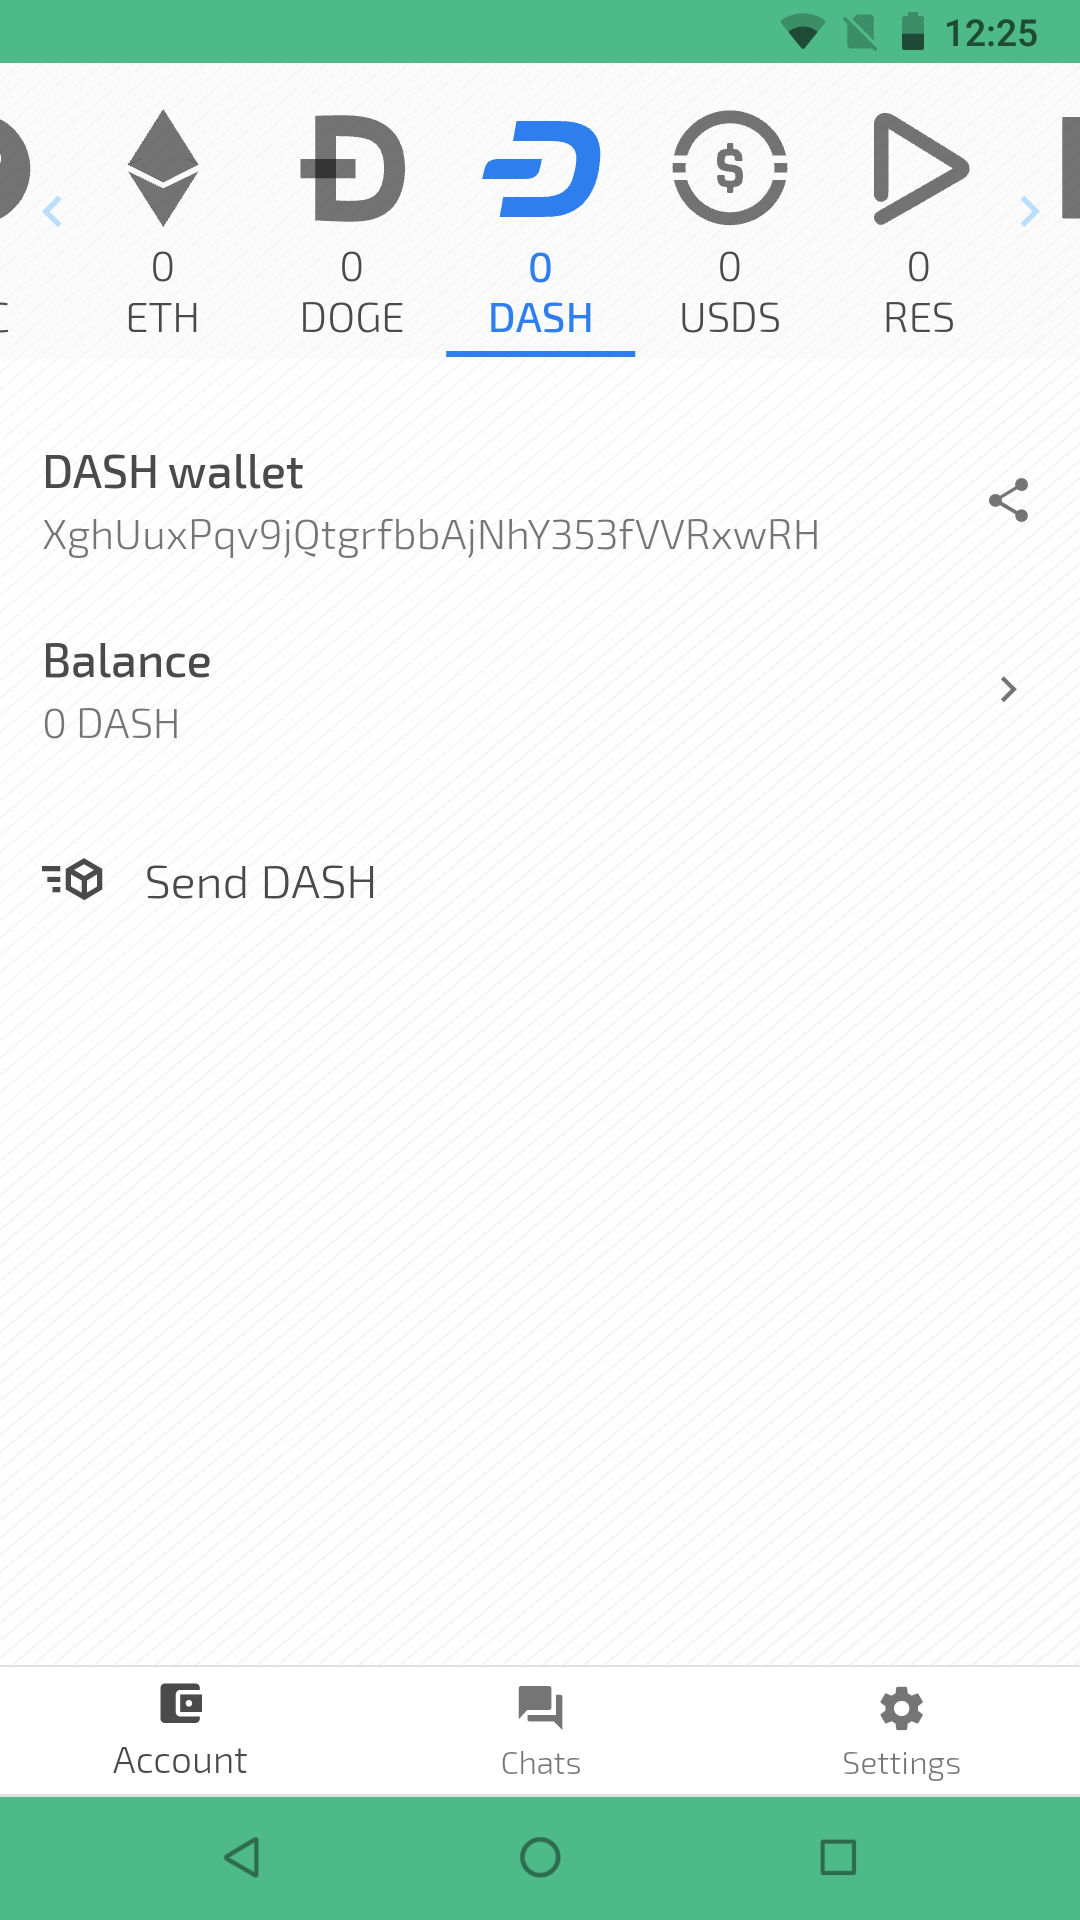 12:25
0
0
0
0
0
C
ETH
DOGE
DASH
USDS
RES
DASH wallet
XghUuxPqv9jQtgrfbbAjNhY353fVVRxwRH
Balance
0 DASH
Send DASH
Account
Chats
Settings